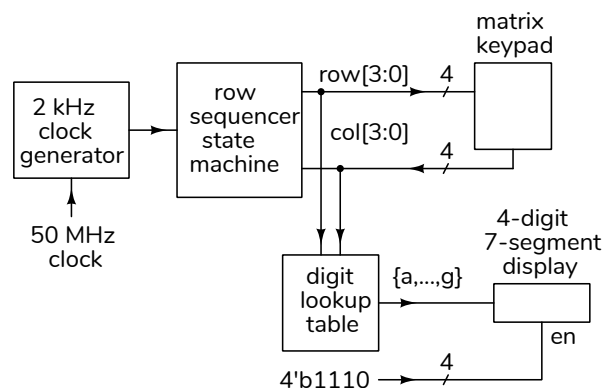 matrix
keypad
row[3:0]
4
2 kHz
clock
generator
row
sequencer
state
machine
col[3:0]
4
50 MHz
clock
4-digit
7-segment
display
digit
lookup
table
{a,...,g}
en
4'b1110
4